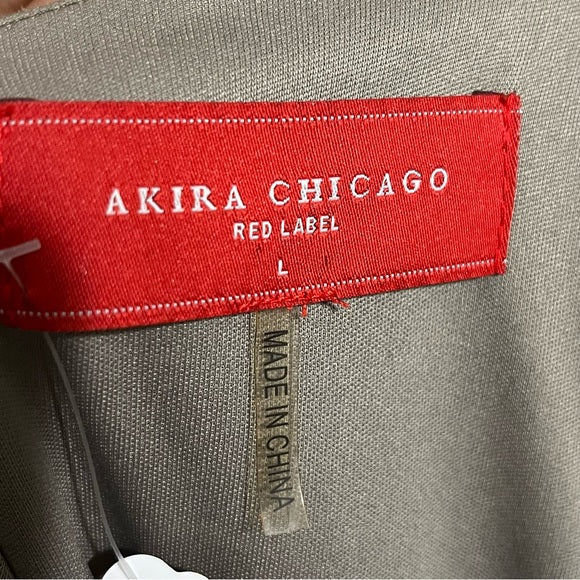 AKIRA CHICAGO
RED LABEL
L
MADE IN CHINA